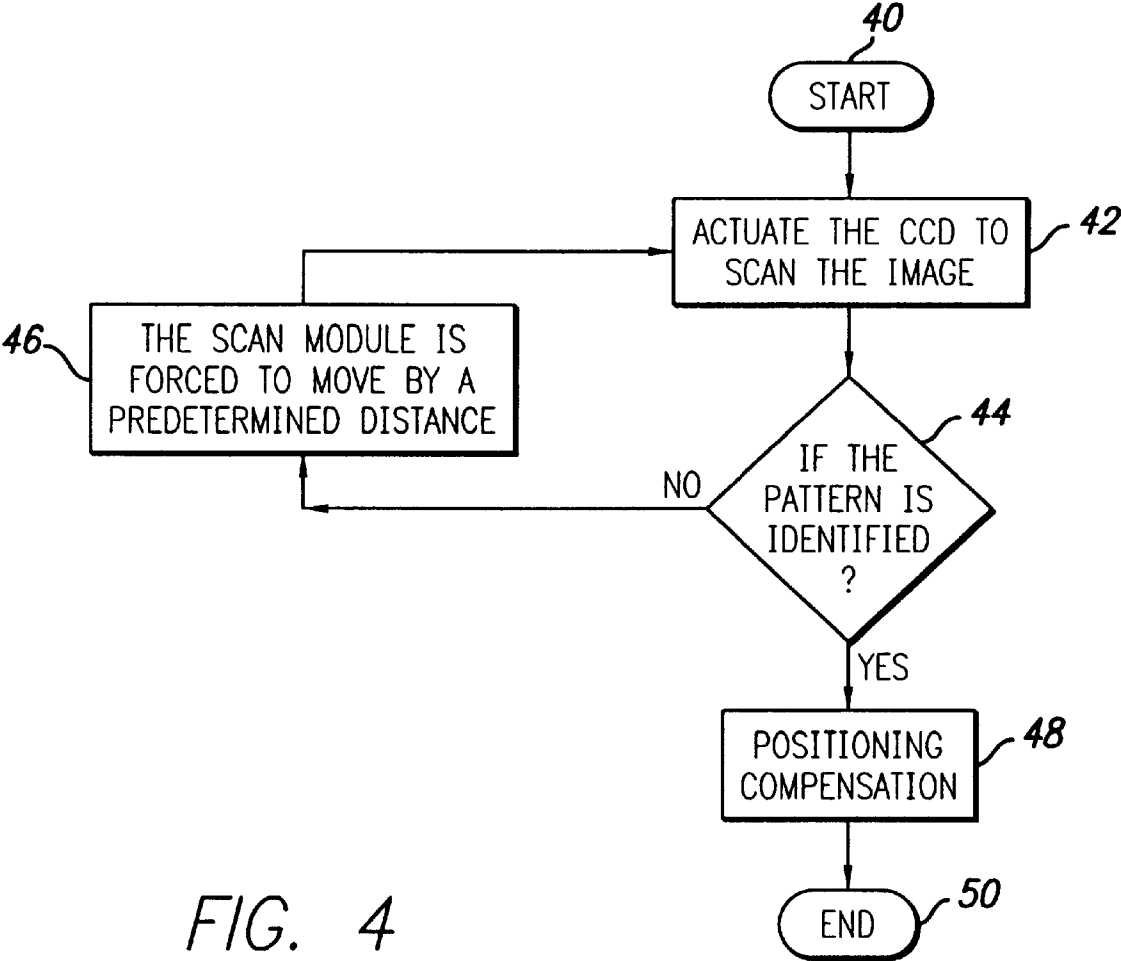 40
START
ACTUATE THE CCD TO
SCAN THE IMAGE
42
46
THE SCAN MODULE IS
FORCED TO MOVE BY A
PREDETERMINED DISTANCE
44
IF THE
PATTERN IS
IDENTIFIED
?
NO
YES
POSITIONING
COMPENSATION
48
END
50
FIG. 4